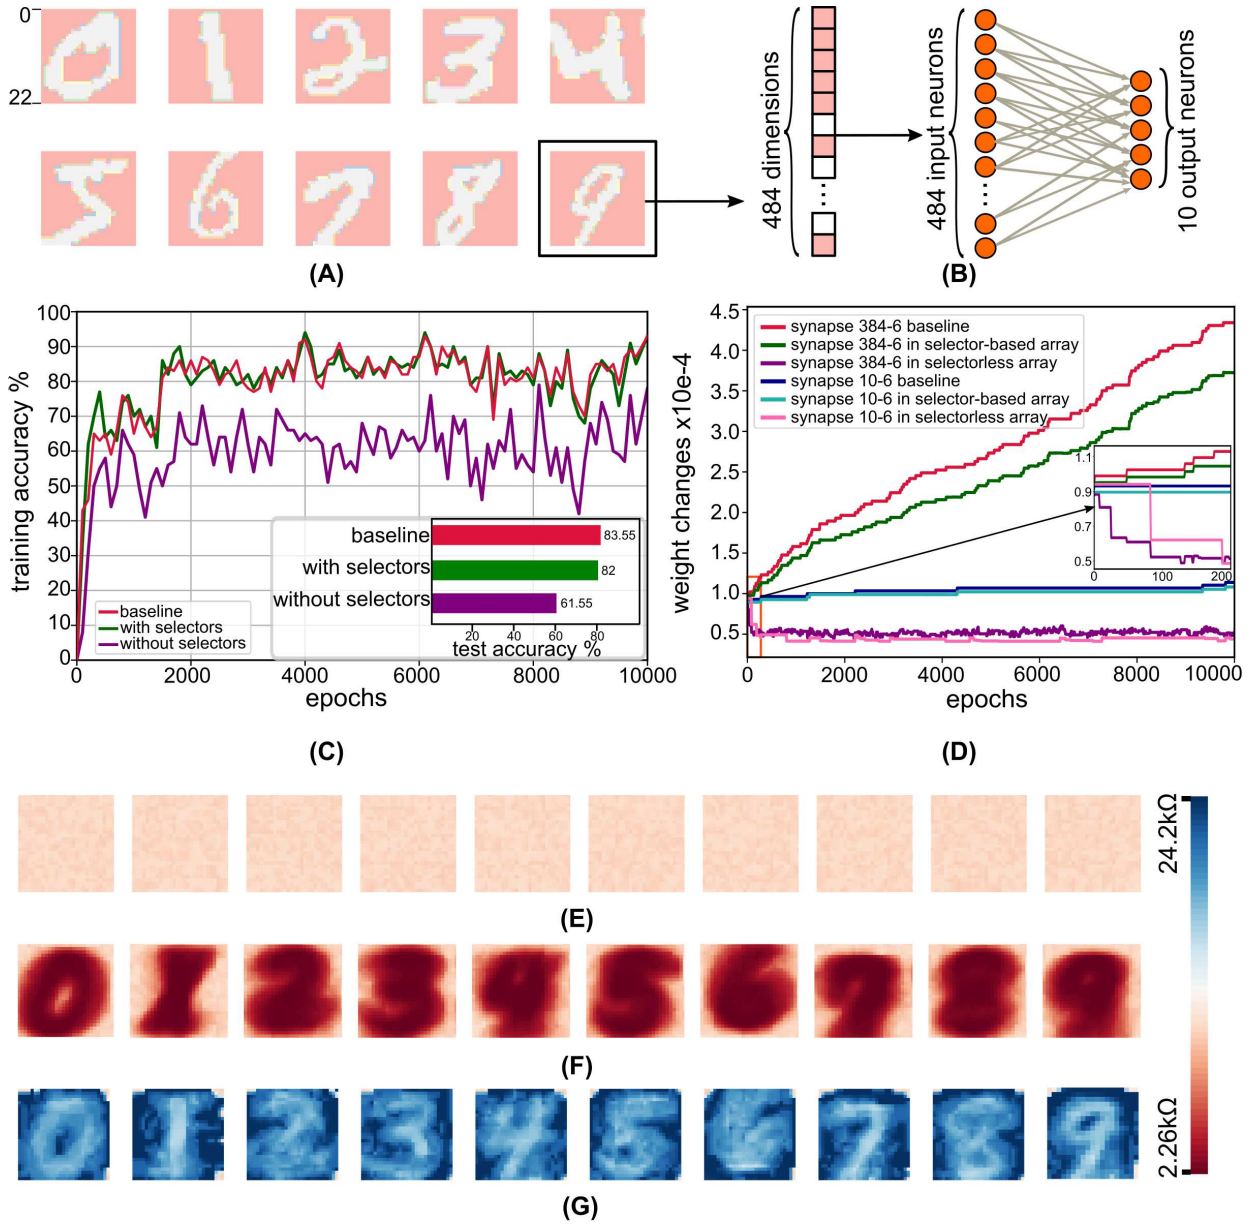 0
22
(A)
484 dimensions
484 input neurons
10 output neurons
(B)
100
90
80
70
60
50
40
30
20
10
0
training accuracy %
baseline
with selectors
without selectors
baseline
with selectors
without selectors
83.55
82
61.55
20 40 60 80
test accuracy %
2000 4000 6000 8000 10000
epochs
(C)
4.5
4.0
3.5
3.0
2.5
2.0
1.5
1.0
0.5
weight changes x10e-4
synapse 384-6 baseline
synapse 384-6 in selector-based array
synapse 384-6 in selectorless array
synapse 10-6 baseline
synapse 10-6 in selector-based array
synapse 10-6 in selectorless array
1.1
0.9
0.7
0.5
0 100 200
0 2000 4000 6000 8000 10000
epochs
(D)
24.2kΩ
(E)
(F)
2.26kΩ
(G)